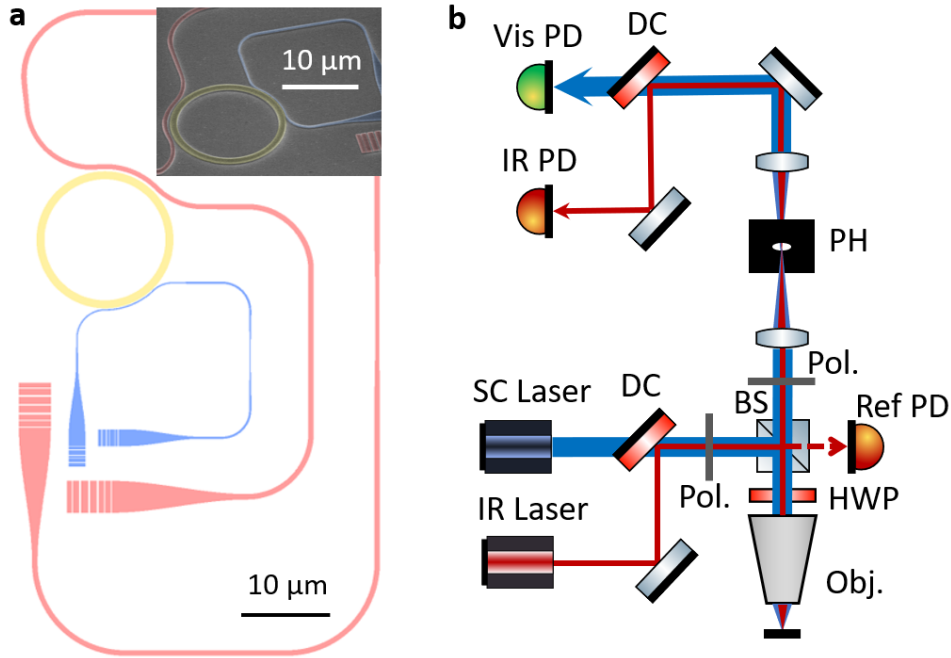 a
10 µm
10 µm
b
Vis PD
DC
IR PD
PH
Pol.
SC Laser
DC
BS
Ref PD
Pol.
HWP
IR Laser
Obj.